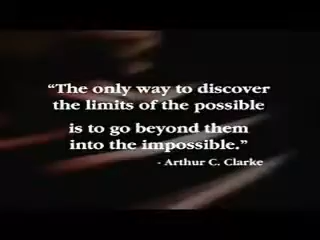 “The only way to discover
the limits of the possible
is to go beyond them
into the impossible.”
- Arthur C. Clarke